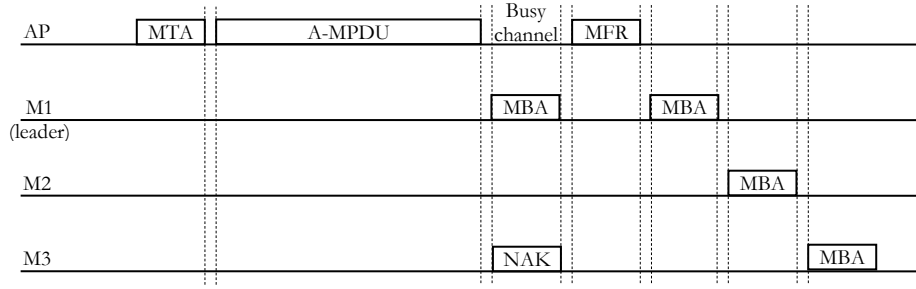 Busy
channel
AP
MTA
A-MPDU
MFR
M1
(leader)
MBA
MBA
M2
MBA
M3
NAK
MBA